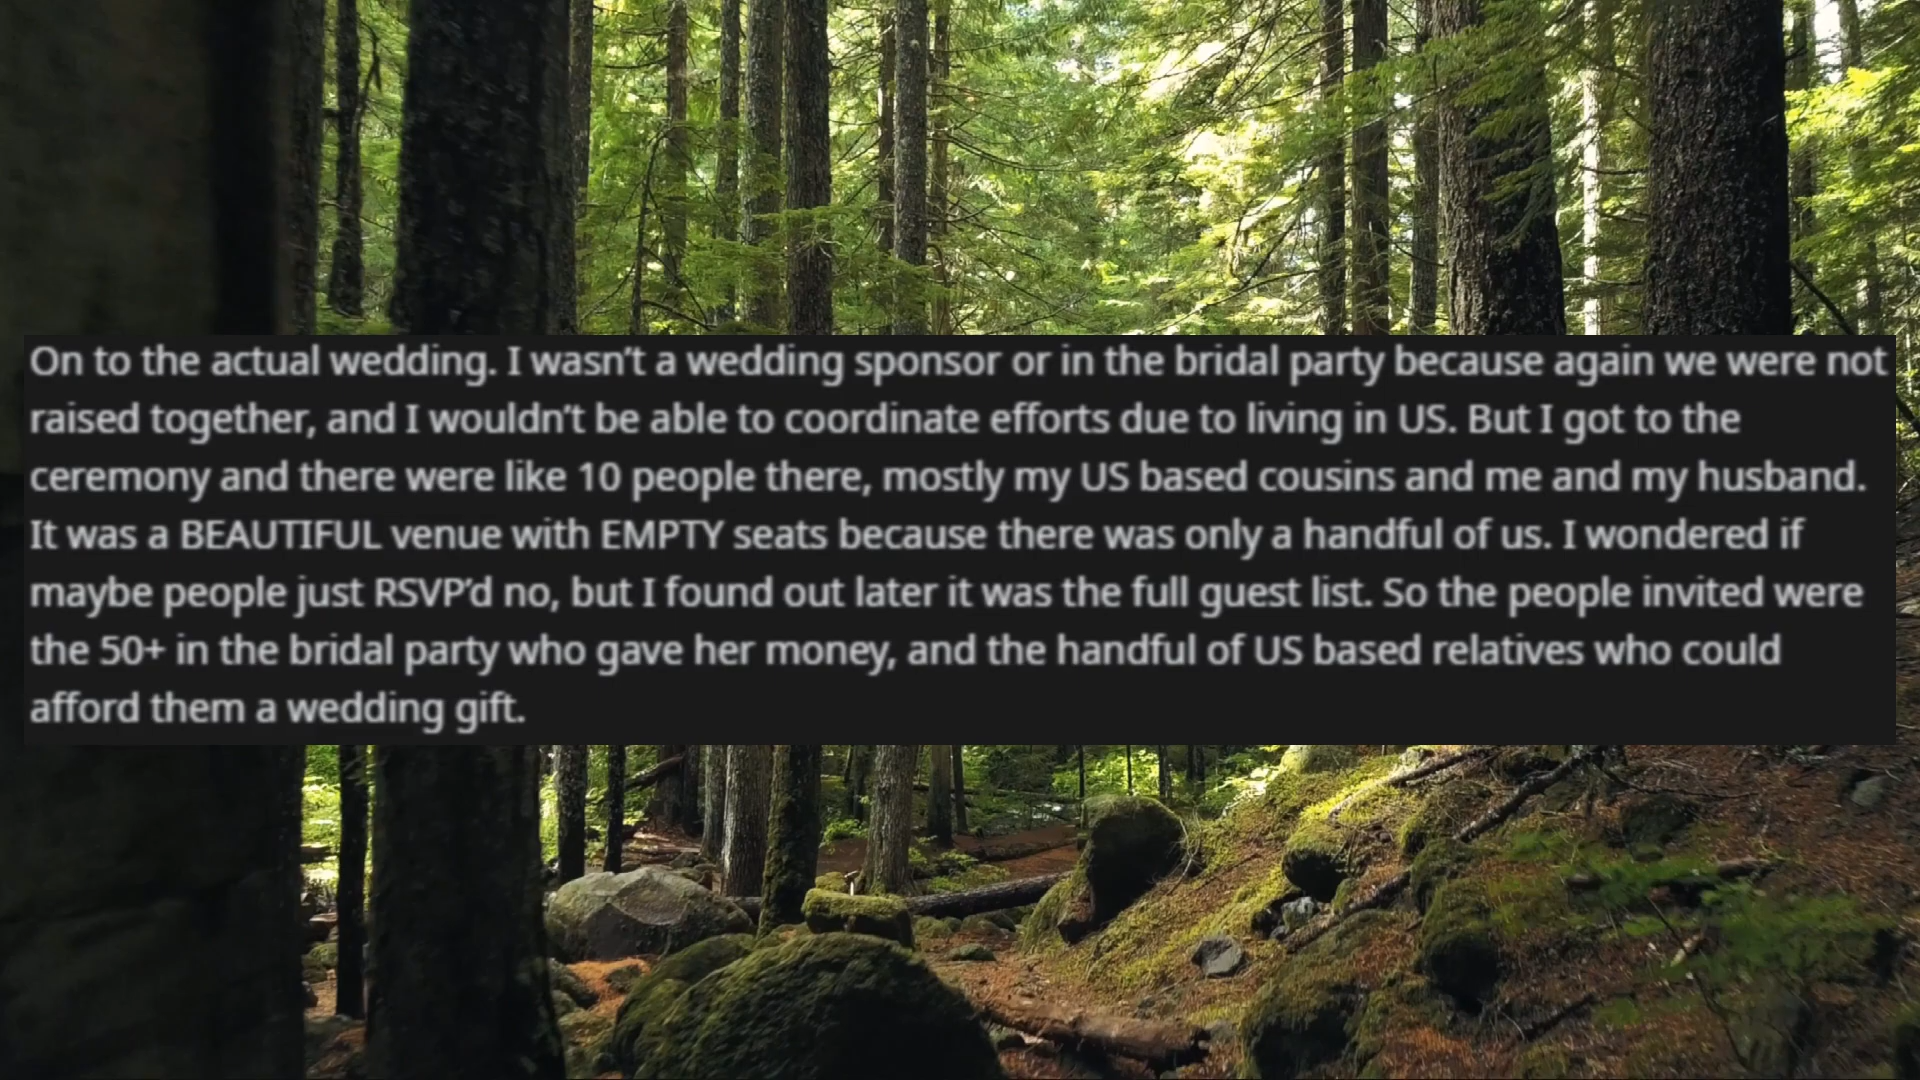 On to the actual wedding. I wasn't a wedding sponsor or in the bridal party because again we were not
raised together, and I wouldn't be able to coordinate efforts due to living in US. But I got to the
ceremony and there were like 10 people there, mostly my US based cousins and me and my husband.
It was a BEAUTIFUL venue with EMPTY seats because there was only a handful of us. I wondered if
maybe people just RSVP’d no, but I found out later it was the full guest list. So the people invited were
the 50+ in the bridal party who gave her money, and the handful of US based relatives who could
afford them a wedding gift.